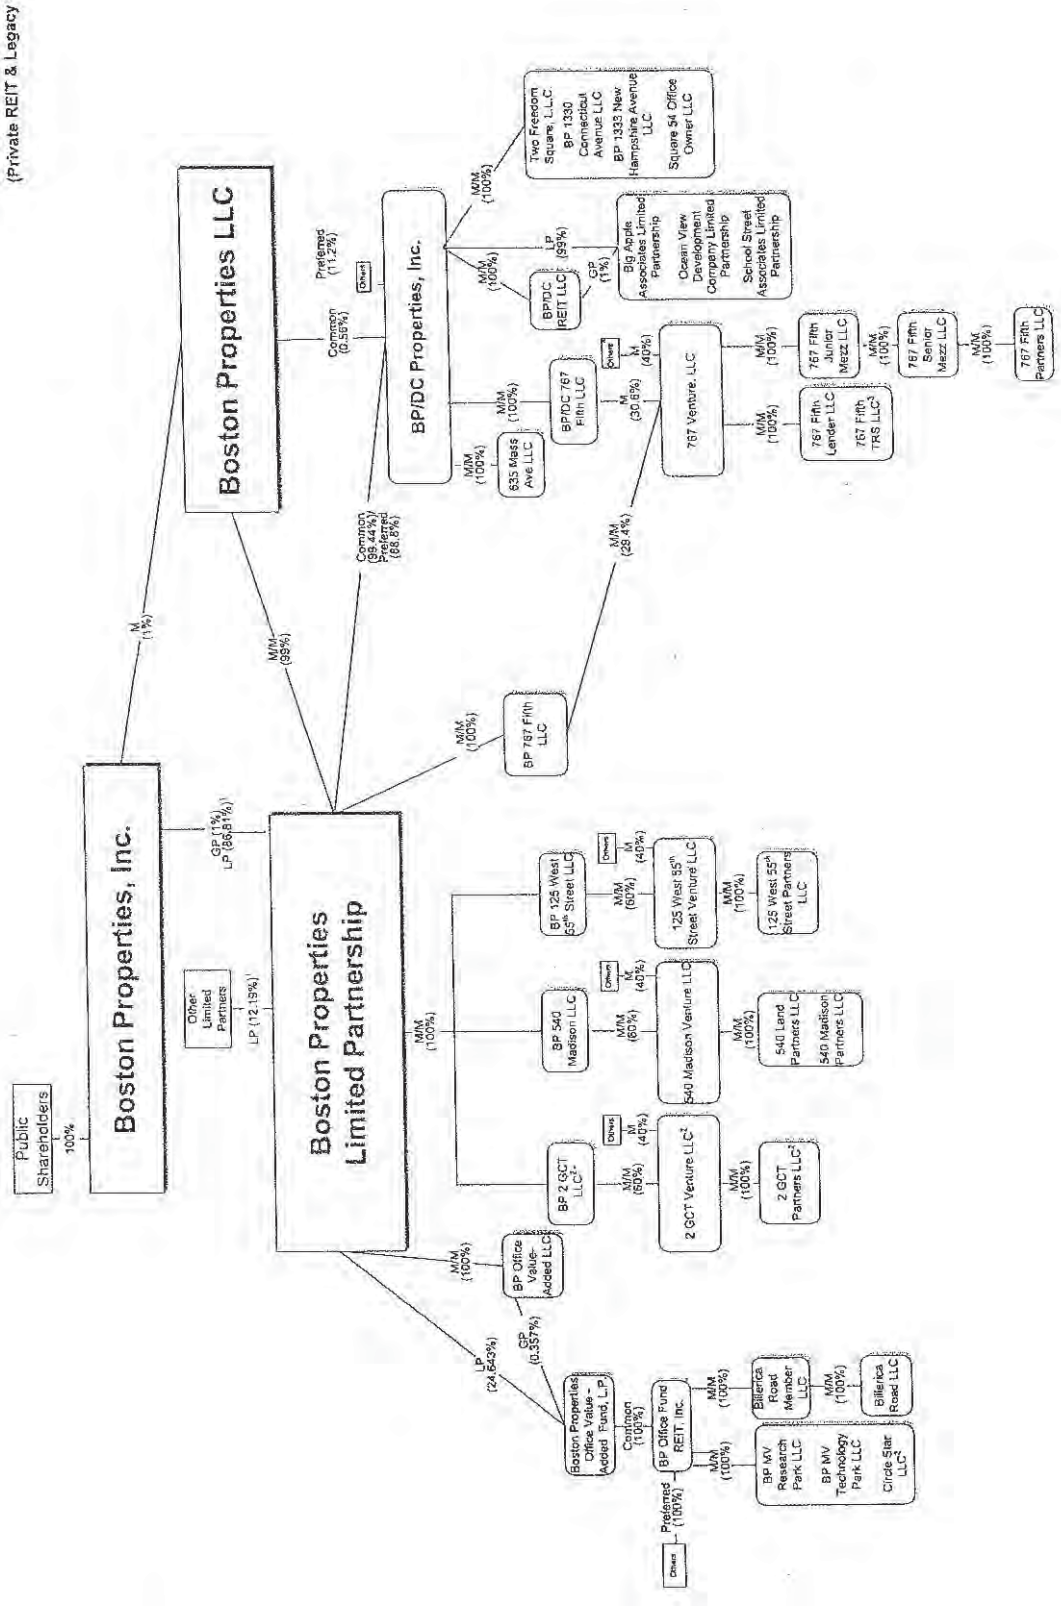 (Private REIT & Legacy
Public
Shareholders
100%
Boston Properties, Inc.
M
(1%)
Boston Properties LLC
Other
Limited
Partners
LP (12.19%)¹
GP (1%)
LP (86.81%)¹
M/M
(99%)
Common
(0.56%)
Preferred
(11.2%)
Others
Boston Properties
Limited Partnership
Common
(99.44%)/
Preferred
(88.8%)
BP/DC Properties, Inc.
LP
(24.643%)
M/M
(100%)
M/M
(100%)
M/M
(100%)
M/M
(100%)
M/M
(100%)
M/M
(100%)
LP
(99%)
M/M
(100%)
BP Office
Value-
Added LLC
GP
(0.357%)
BP 767 Fifth
LLC
635 Mass
Ave LLC
BP/DC 767
Fifth LLC
BP/DC
REIT LLC
GP
(1%)
Two Freedom
Square, L.L.C.
BP 1330
Connecticut
Avenue LLC
BP 1333 New
Hampshire Avenue
LLC
Square 54 Office
Owner LLC
Boston Properties
Office Value -
Added Fund, L.P.
BP 2 GCT
LLC²
BP 540
Madison LLC
BP 125 West
55th Street LLC
Big Apple
Associates Limited
Partnership
Ocean View
Development
Company Limited
Partnership
School Street
Associates Limited
Partnership
Common
(100%)
M/M
(60%)
Others
M
(40%)
M/M
(60%)
Others
M
(40%)
M/M
(60%)
Others
M
(40%)
M/M
(29.4%)
M
(30.6%)
Others
M
(40%)
Others
Preferred
(100%)
BP Office Fund
REIT, Inc.
2 GCT Venture LLC²
540 Madison Venture LLC
125 West 55th
Street Venture LLC
767 Venture, LLC
M/M
(100%)
M/M
(100%)
M/M
(100%)
M/M
(100%)
M/M
(100%)
M/M
(100%)
M/M
(100%)
BP MV
Research
Park LLC
BP MV
Technology
Park LLC
Circle Star
LLC²
Billerica
Road
Member
LLC
M/M
(100%)
Billerica
Road LLC
2 GCT
Partners LLC²
540 Land
Partners LLC
540 Madison
Partners LLC
125 West 55th
Street Partners
LLC
767 Fifth
Lender LLC
767 Fifth
TRS LLC³
767 Fifth
Junior
Mezz LLC
M/M
(100%)
767 Fifth
Senior
Mezz LLC
M/M
(100%)
767 Fifth
Partners LLC